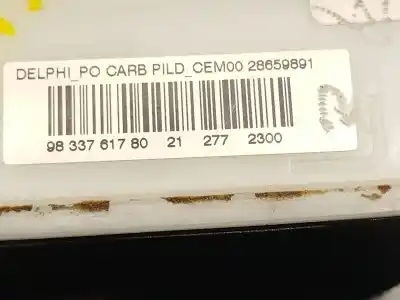 DELPHI_PO CARB PILD_CEM00 28659891
98 337 617 80 21 277 2300